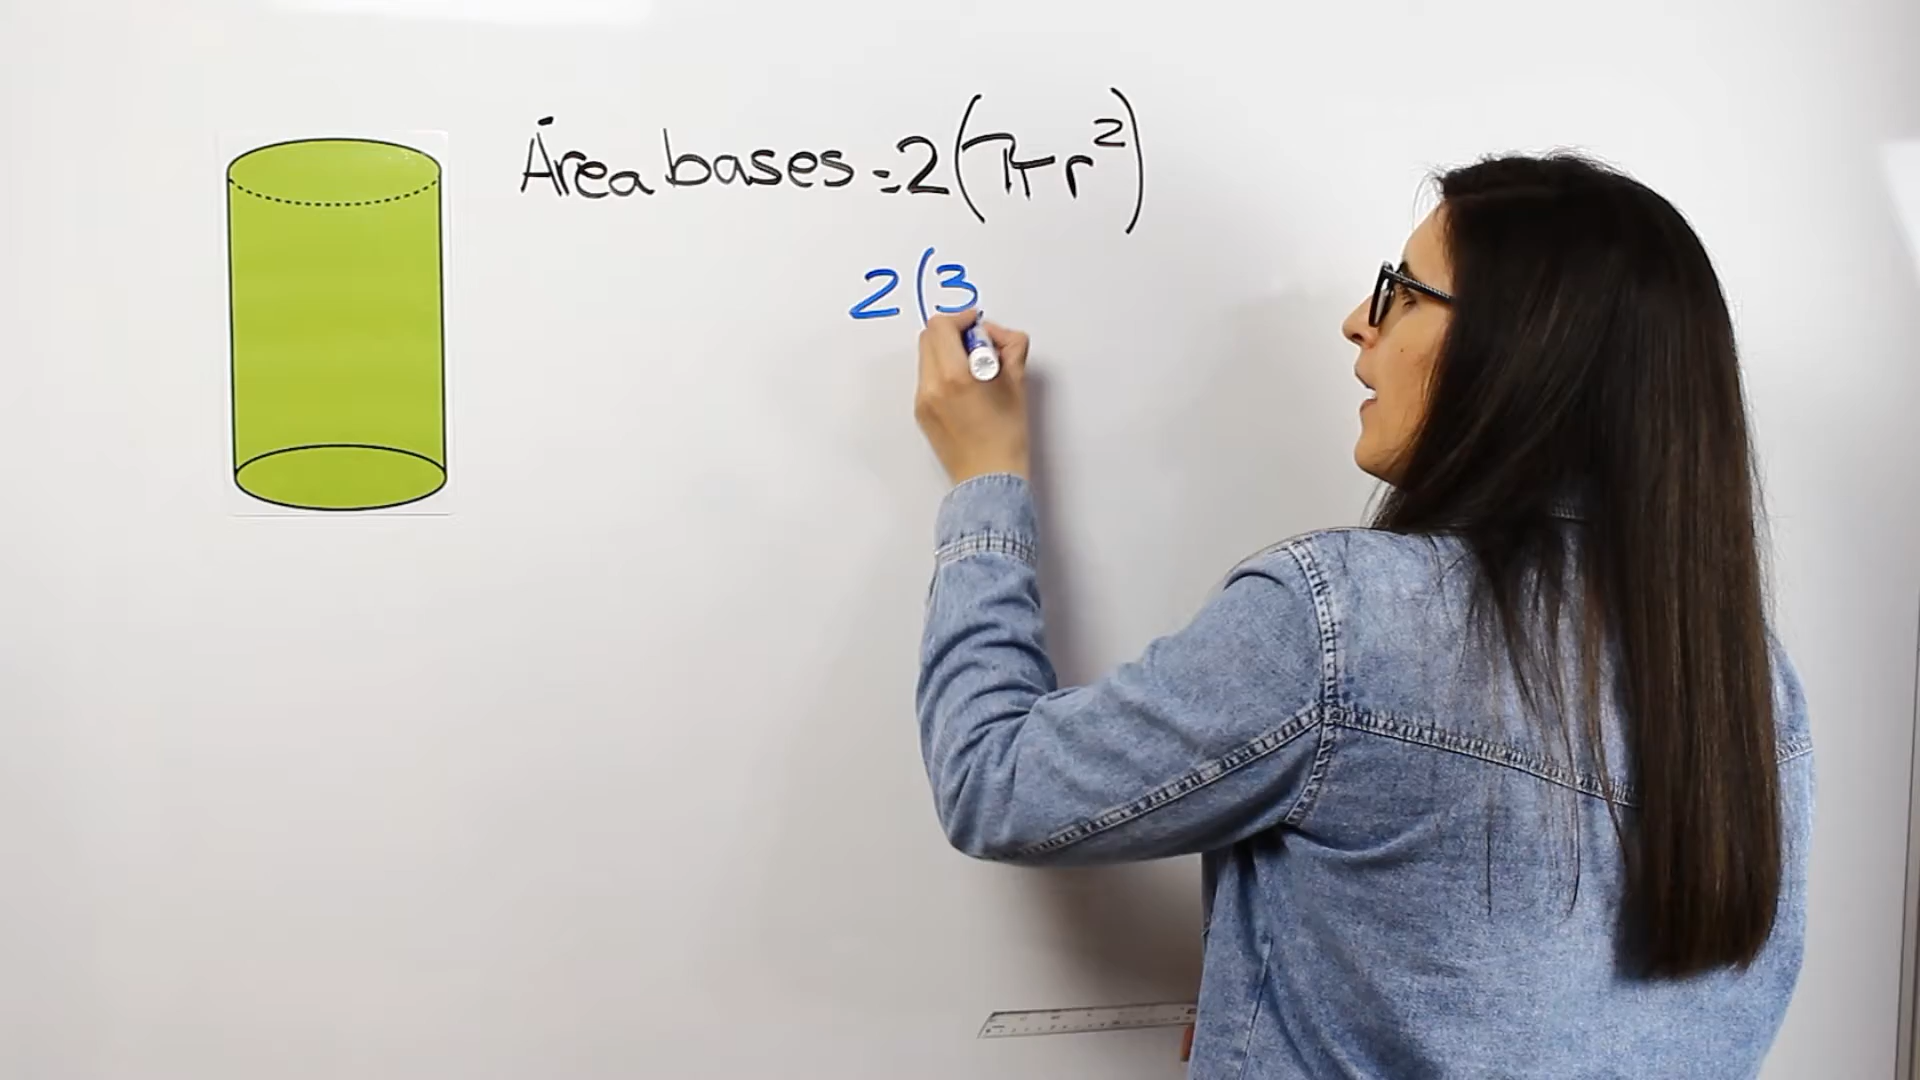 Área bases = 2(πr²)
2(3